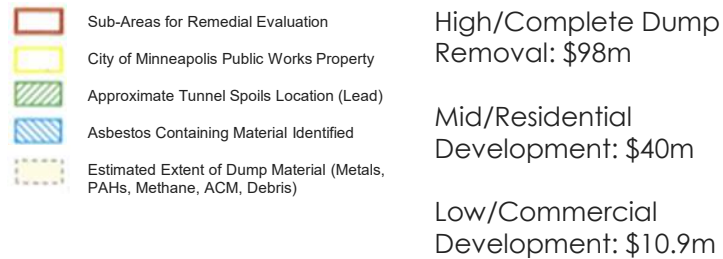 Sub-Areas for Remedial Evaluation
City of Minneapolis Public Works Property
Approximate Tunnel Spoils Location (Lead)
Asbestos Containing Material Identified
Estimated Extent of Dump Material (Metals,
PAHs, Methane, ACM, Debris)
High/Complete Dump
Removal: $98m
Mid/Residential
Development: $40m
Low/Commercial
Development: $10.9m